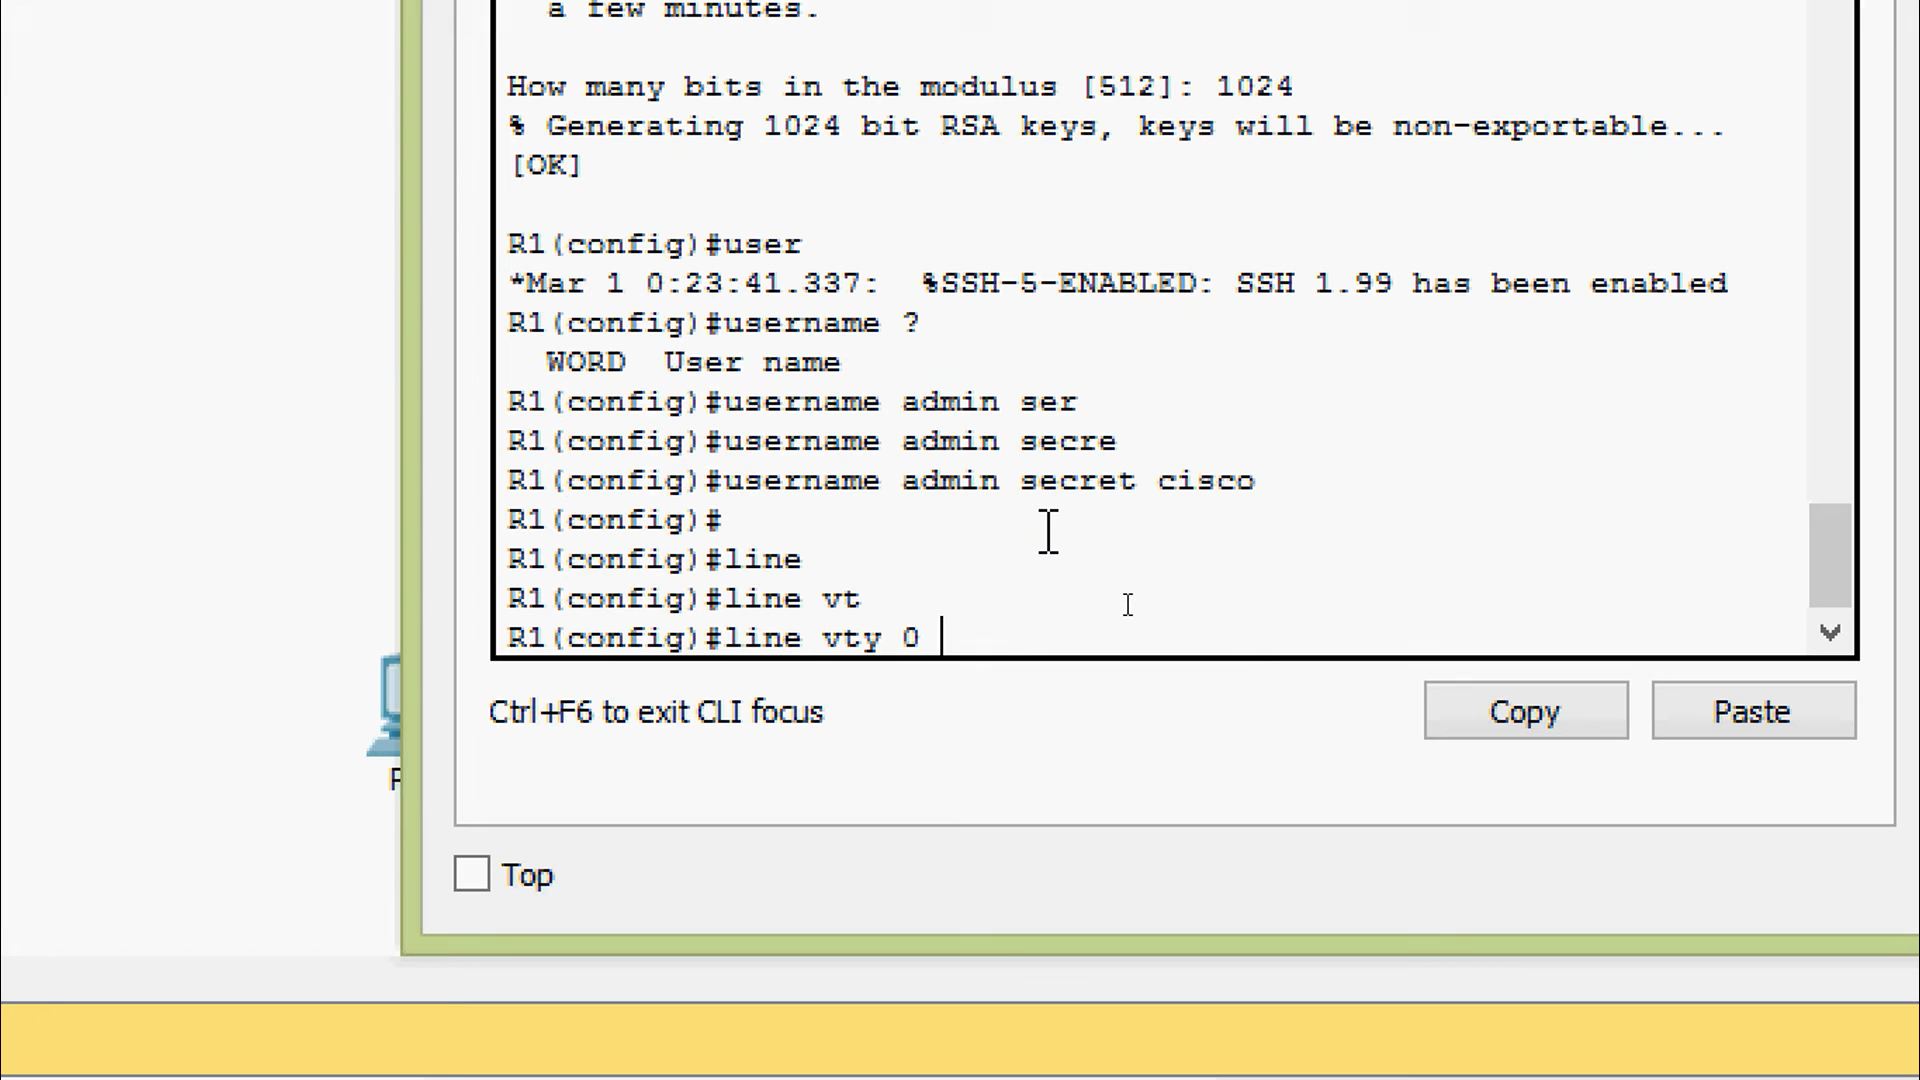 a few minutes.
How many bits in the modulus [512]: 1024
% Generating 1024 bit RSA keys, keys will be non-exportable...
[OK]
R1(config)#user
*Mar 1 0:23:41.337:  %SSH-5-ENABLED: SSH 1.99 has been enabled
R1(config)#username ?
  WORD  User name
R1(config)#username admin ser
R1(config)#username admin secre
R1(config)#username admin secret cisco
R1(config)#
R1(config)#line
R1(config)#line vt
R1(config)#line vty 0
Ctrl+F6 to exit CLI focus
Copy
Paste
Top